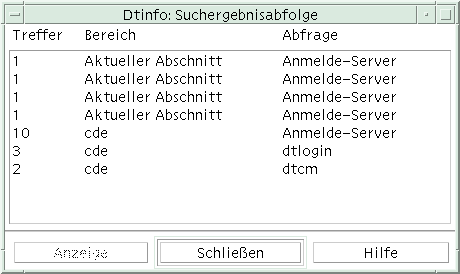 Dtinfo: Suchergebnisabfolge
Treffer Bereich Abfrage
1 Aktueller Abschnitt Anmelde-Server
1 Aktueller Abschnitt Anmelde-Server
1 Aktueller Abschnitt Anmelde-Server
1 Aktueller Abschnitt Anmelde-Server
10 cde Anmelde-Server
3 cde dtlogin
2 cde dtcm
Anzeige Schließen Hilfe